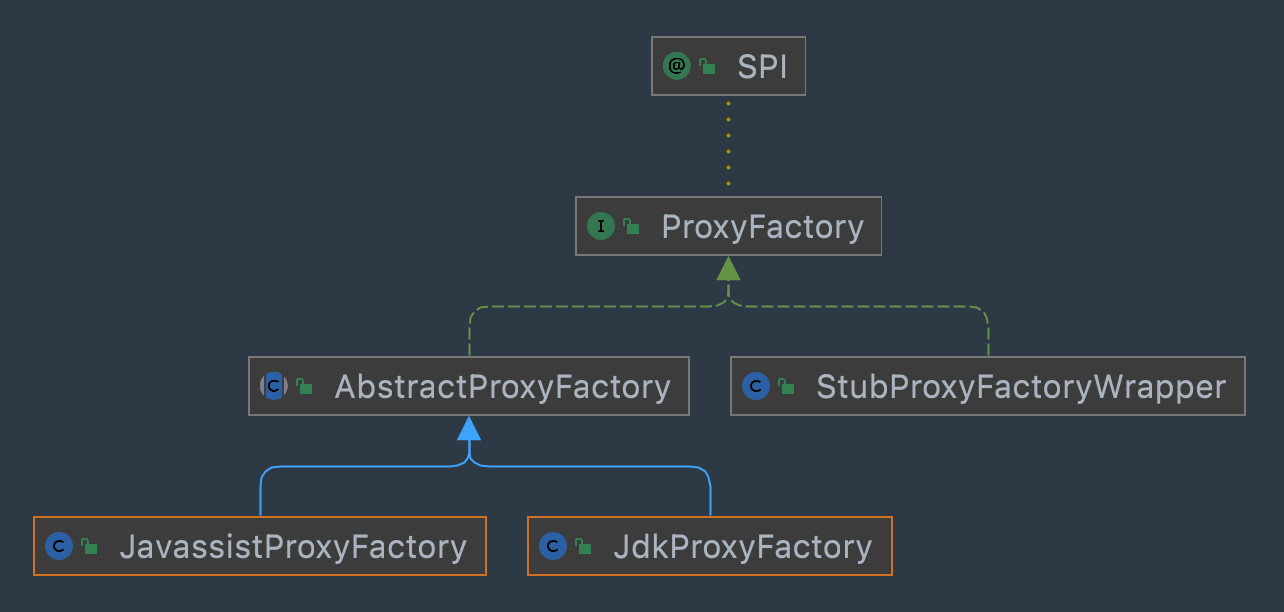 @ SPI
I ProxyFactory
C AbstractProxyFactory
C StubProxyFactoryWrapper
C JavassistProxyFactory
C JdkProxyFactory